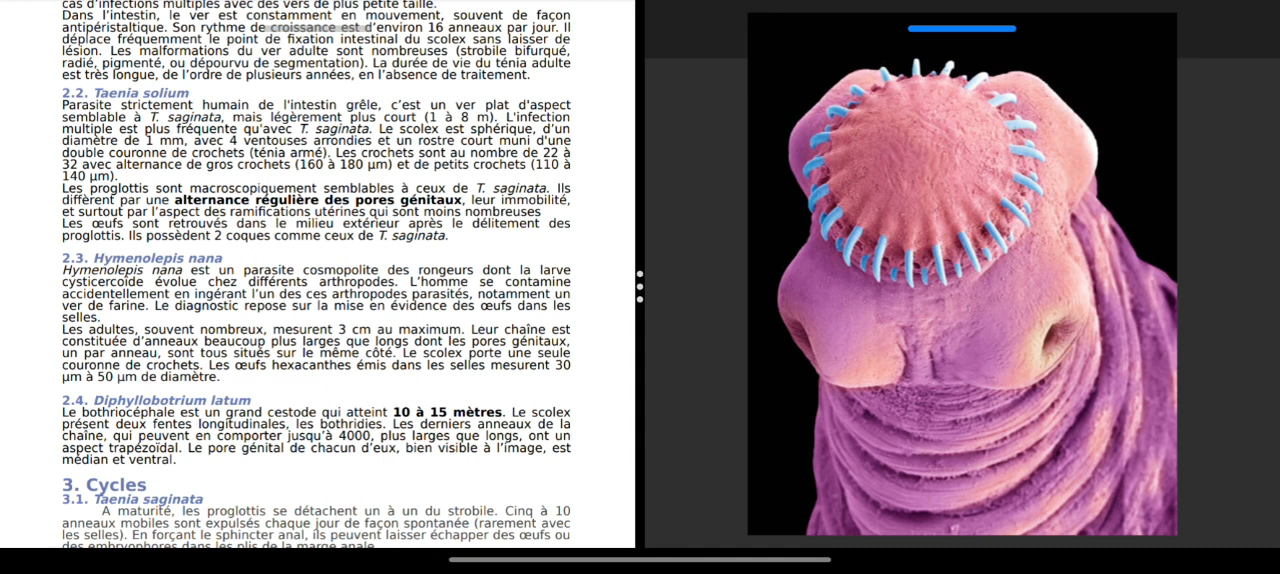 cas d'infections multiples avec des vers de plus petite taille.
Dans l'intestin, le ver est constamment en mouvement, souvent de façon
antipéristaltique. Son rythme de croissance est d'environ 16 anneaux par jour. Il
déplace fréquemment le point de fixation intestinal du scolex sans laisser de
lésion. Les malformations du ver adulte sont nombreuses (strobile bifurqué,
radié, pigmenté, ou dépourvu de segmentation). La durée de vie du ténia adulte
est très longue, de l'ordre de plusieurs années, en l'absence de traitement.
2.2. Taenia solium
Parasite strictement humain de l'intestin grêle, c'est un ver plat d'aspect
semblable à T. saginata, mais légèrement plus court (1 à 8 m). L'infection
multiple est plus fréquente qu'avec T. saginata. Le scolex est sphérique, d'un
diamètre de 1 mm, avec 4 ventouses arrondies et un rostre court muni d'une
double couronne de crochets (ténia armé). Les crochets sont au nombre de 22 à
32 avec alternance de gros crochets (160 à 180 µm) et de petits crochets (110 à
140 µm).
Les proglottis sont macroscopiquement semblables à ceux de T. saginata. Ils
diffèrent par une alternance régulière des pores génitaux, leur immobilité,
et surtout par l'aspect des ramifications utérines qui sont moins nombreuses
Les œufs sont retrouvés dans le milieu extérieur après le délitement des
proglottis. Ils possèdent 2 coques comme ceux de T. saginata.
2.3. Hymenolepis nana
Hymenolepis nana est un parasite cosmopolite des rongeurs dont la larve
cysticercoïde évolue chez différents arthropodes. L'homme se contamine
accidentellement en ingérant l'un des ces arthropodes parasités, notamment un
ver de farine. Le diagnostic repose sur la mise en évidence des œufs dans les
selles.
Les adultes, souvent nombreux, mesurent 3 cm au maximum. Leur chaîne est
constituée d'anneaux beaucoup plus larges que longs dont les pores génitaux,
un par anneau, sont tous situés sur le même côté. Le scolex porte une seule
couronne de crochets. Les œufs hexacanthes émis dans les selles mesurent 30
µm à 50 µm de diamètre.
2.4. Diphyllobotrium latum
Le bothriocéphale est un grand cestode qui atteint 10 à 15 mètres. Le scolex
présent deux fentes longitudinales, les bothridies. Les derniers anneaux de la
chaîne, qui peuvent en comporter jusqu'à 4000, plus larges que longs, ont un
aspect trapézoïdal. Le pore génital de chacun d'eux, bien visible à l'image, est
médian et ventral.
3. Cycles
3.1. Taenia saginata
A maturité, les proglottis se détachent un à un du strobile. Cinq à 10
anneaux mobiles sont expulsés chaque jour de façon spontanée (rarement avec
les selles). En forçant le sphincter anal, ils peuvent laisser échapper des œufs ou
des embryophores dans les plis de la marge anale.